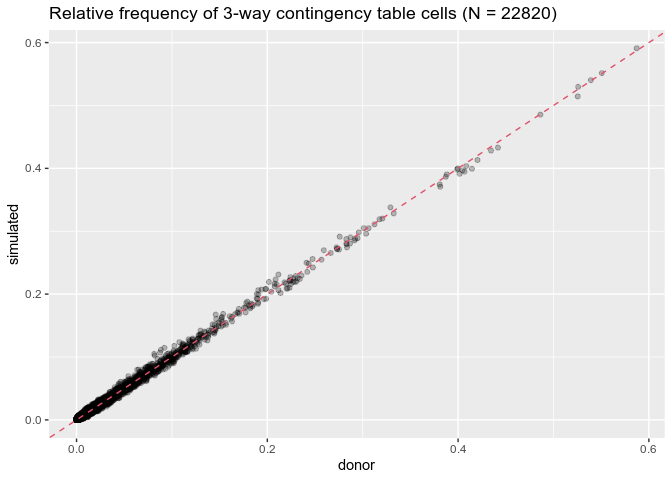 Relative frequency of 3-way contingency table cells (N = 22820)
0.6
0.4
simulated
0.2
0.0
0.0 0.2 0.4 0.6
donor